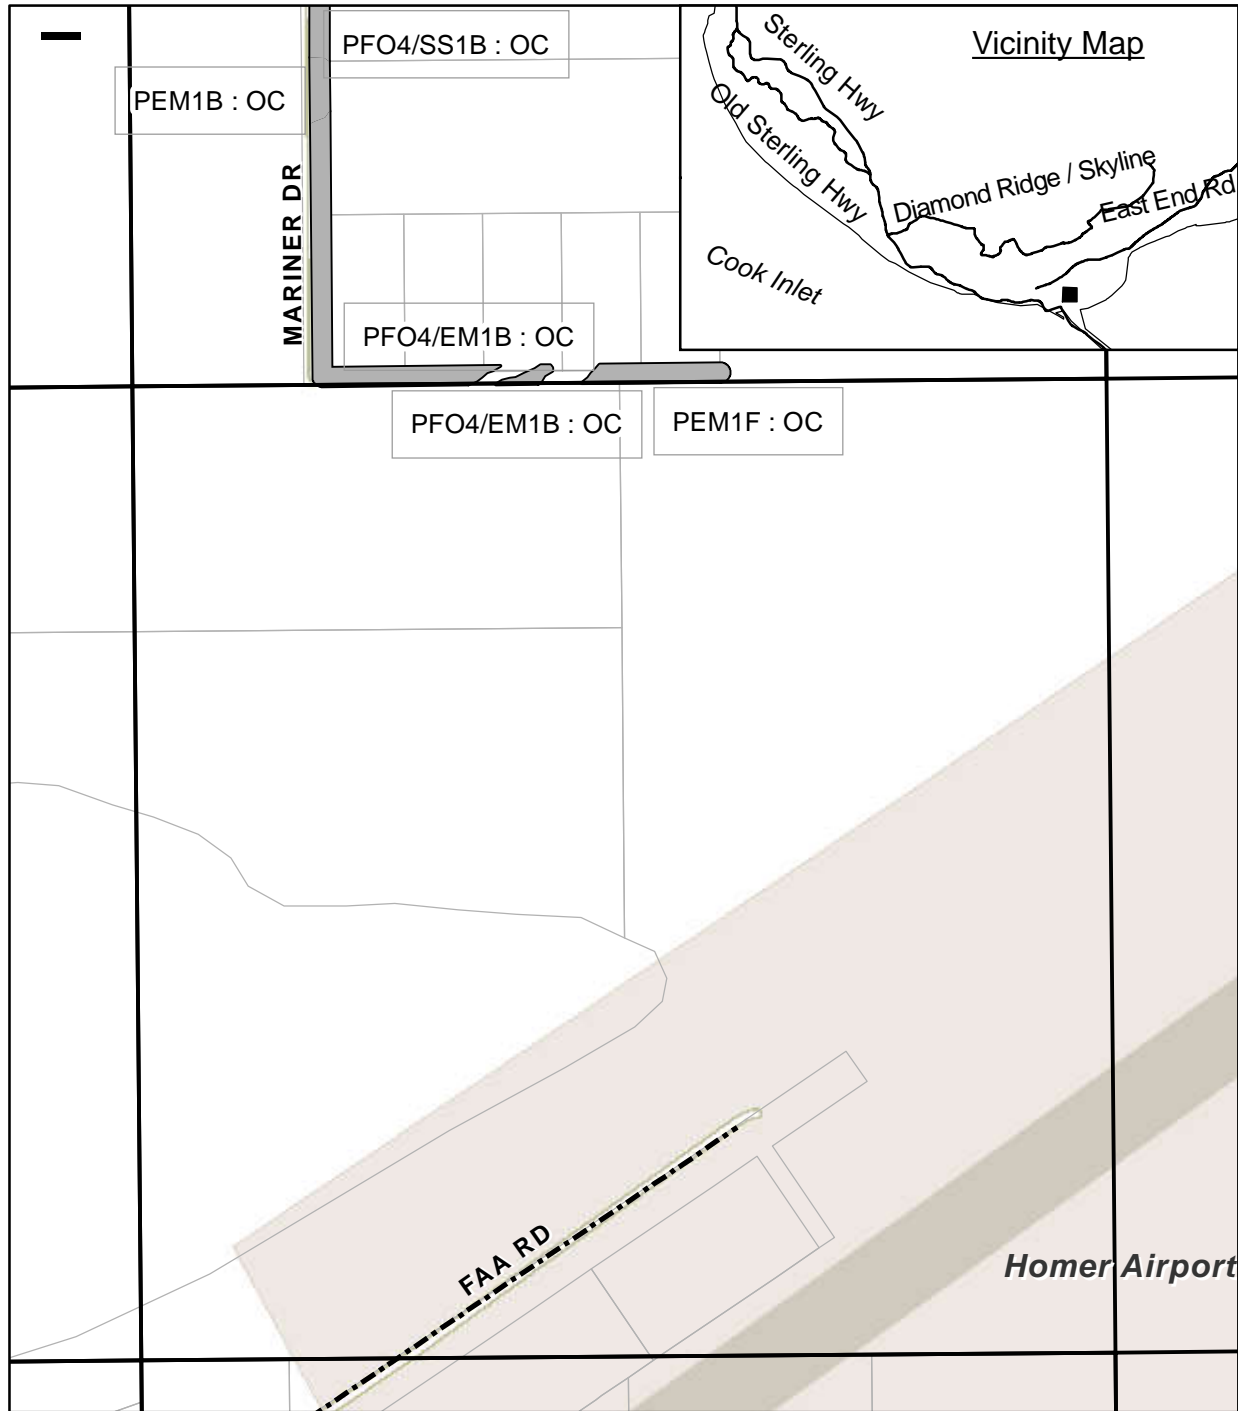 PFO4/SS1B : OC
PEM1B : OC
MARINER DR
PFO4/EM1B : OC
PFO4/EM1B : OC
PEM1F : OC
Vicinity Map
Sterling Hwy
Old Sterling Hwy
Diamond Ridge / Skyline
East End Rd
Cook Inlet
FAA RD
Homer Airport